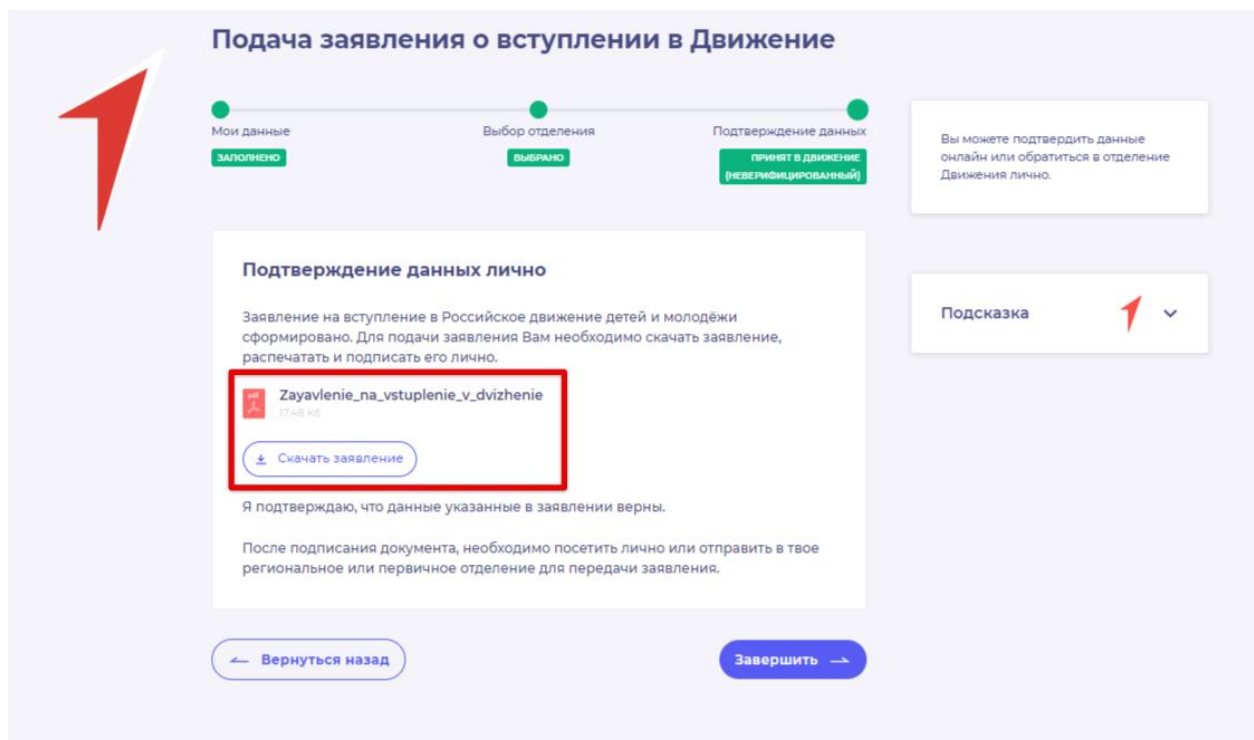 Подача заявления о вступлении в Движение
Мои данные
ЗАПОЛНЕНО
Выбор отделения
ВЫБРАНО
Подтверждение данных
ПРИНЯТ В ДВИЖЕНИЕ
(НЕВЕРИФИЦИРОВАННЫЙ)
Вы можете подтвердить данные
онлайн или обратиться в отделение
Движения лично.
Подсказка
Подтверждение данных лично
Заявление на вступление в Российское движение детей и молодёжи
сформировано. Для подачи заявления Вам необходимо скачать заявление,
распечатать и подписать его лично.
pdf
Zayavlenie_na_vstuplenie_v_dvizhenie
17.48 Кб
Скачать заявление
Я подтверждаю, что данные указанные в заявлении верны.
После подписания документа, необходимо посетить лично или отправить в твое
региональное или первичное отделение для передачи заявления.
Вернуться назад
Завершить